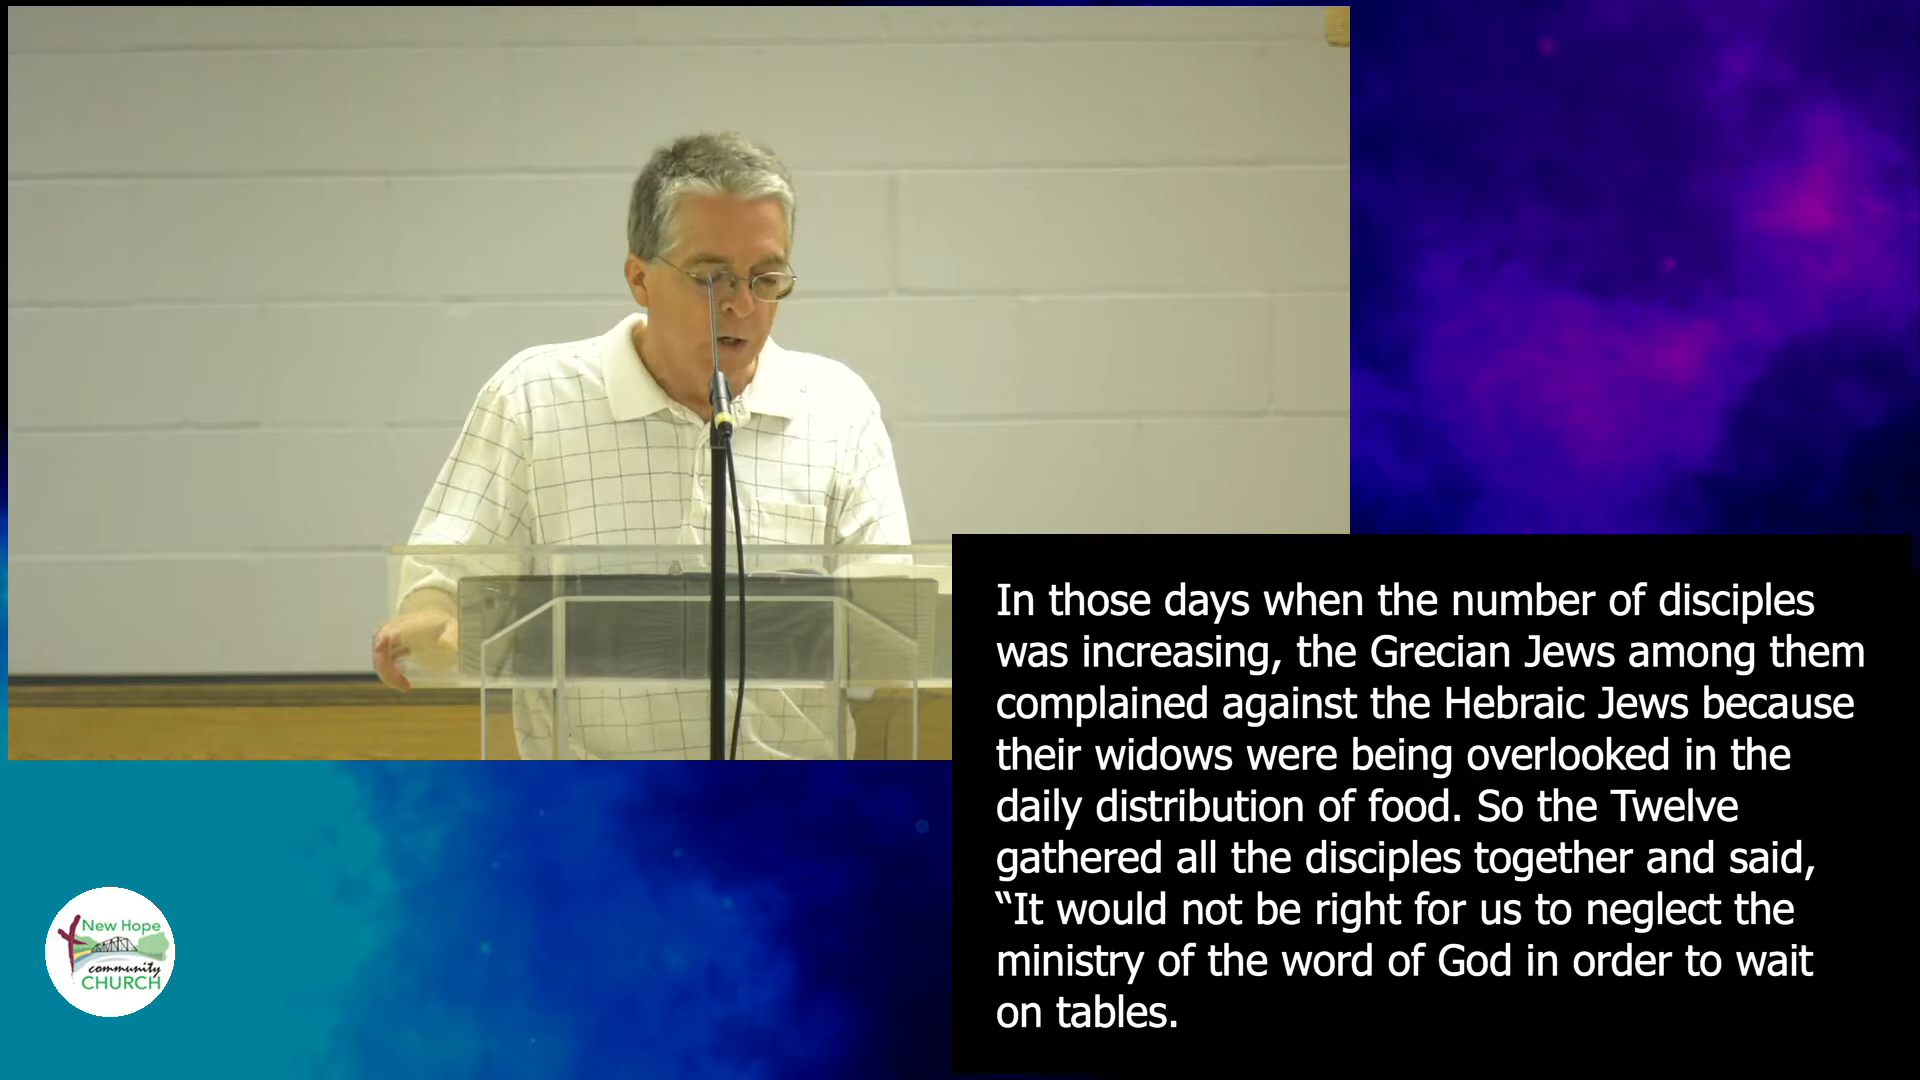 In those days when the number of disciples
was increasing, the Grecian Jews among them
complained against the Hebraic Jews because
their widows were being overlooked in the
daily distribution of food. So the Twelve
gathered all the disciples together and said,
“It would not be right for us to neglect the
ministry of the word of God in order to wait
on tables.
New Hope
community
CHURCH